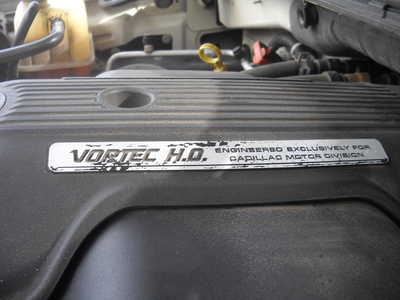 VORTEC H.O. ENGINEERED EXCLUSIVELY FOR
CADILLAC MOTOR DIVISION